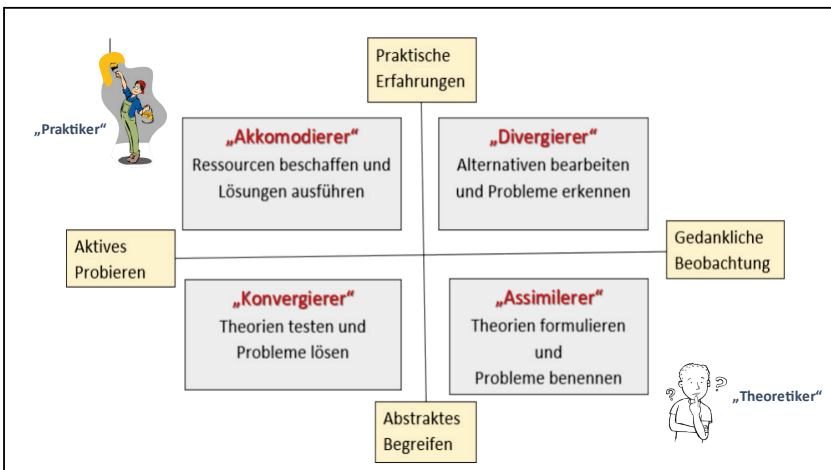 Praktische
Erfahrungen
„Praktiker“
„Akkomodierer“
Ressourcen beschaffen und
Lösungen ausführen
„Divergierer“
Alternativen bearbeiten
und Probleme erkennen
Aktives
Probieren
Gedankliche
Beobachtung
„Konvergierer“
Theorien testen und
Probleme lösen
„Assimilerer“
Theorien formulieren
und
Probleme benennen
Abstraktes
Begreifen
? ?
„Theoretiker“